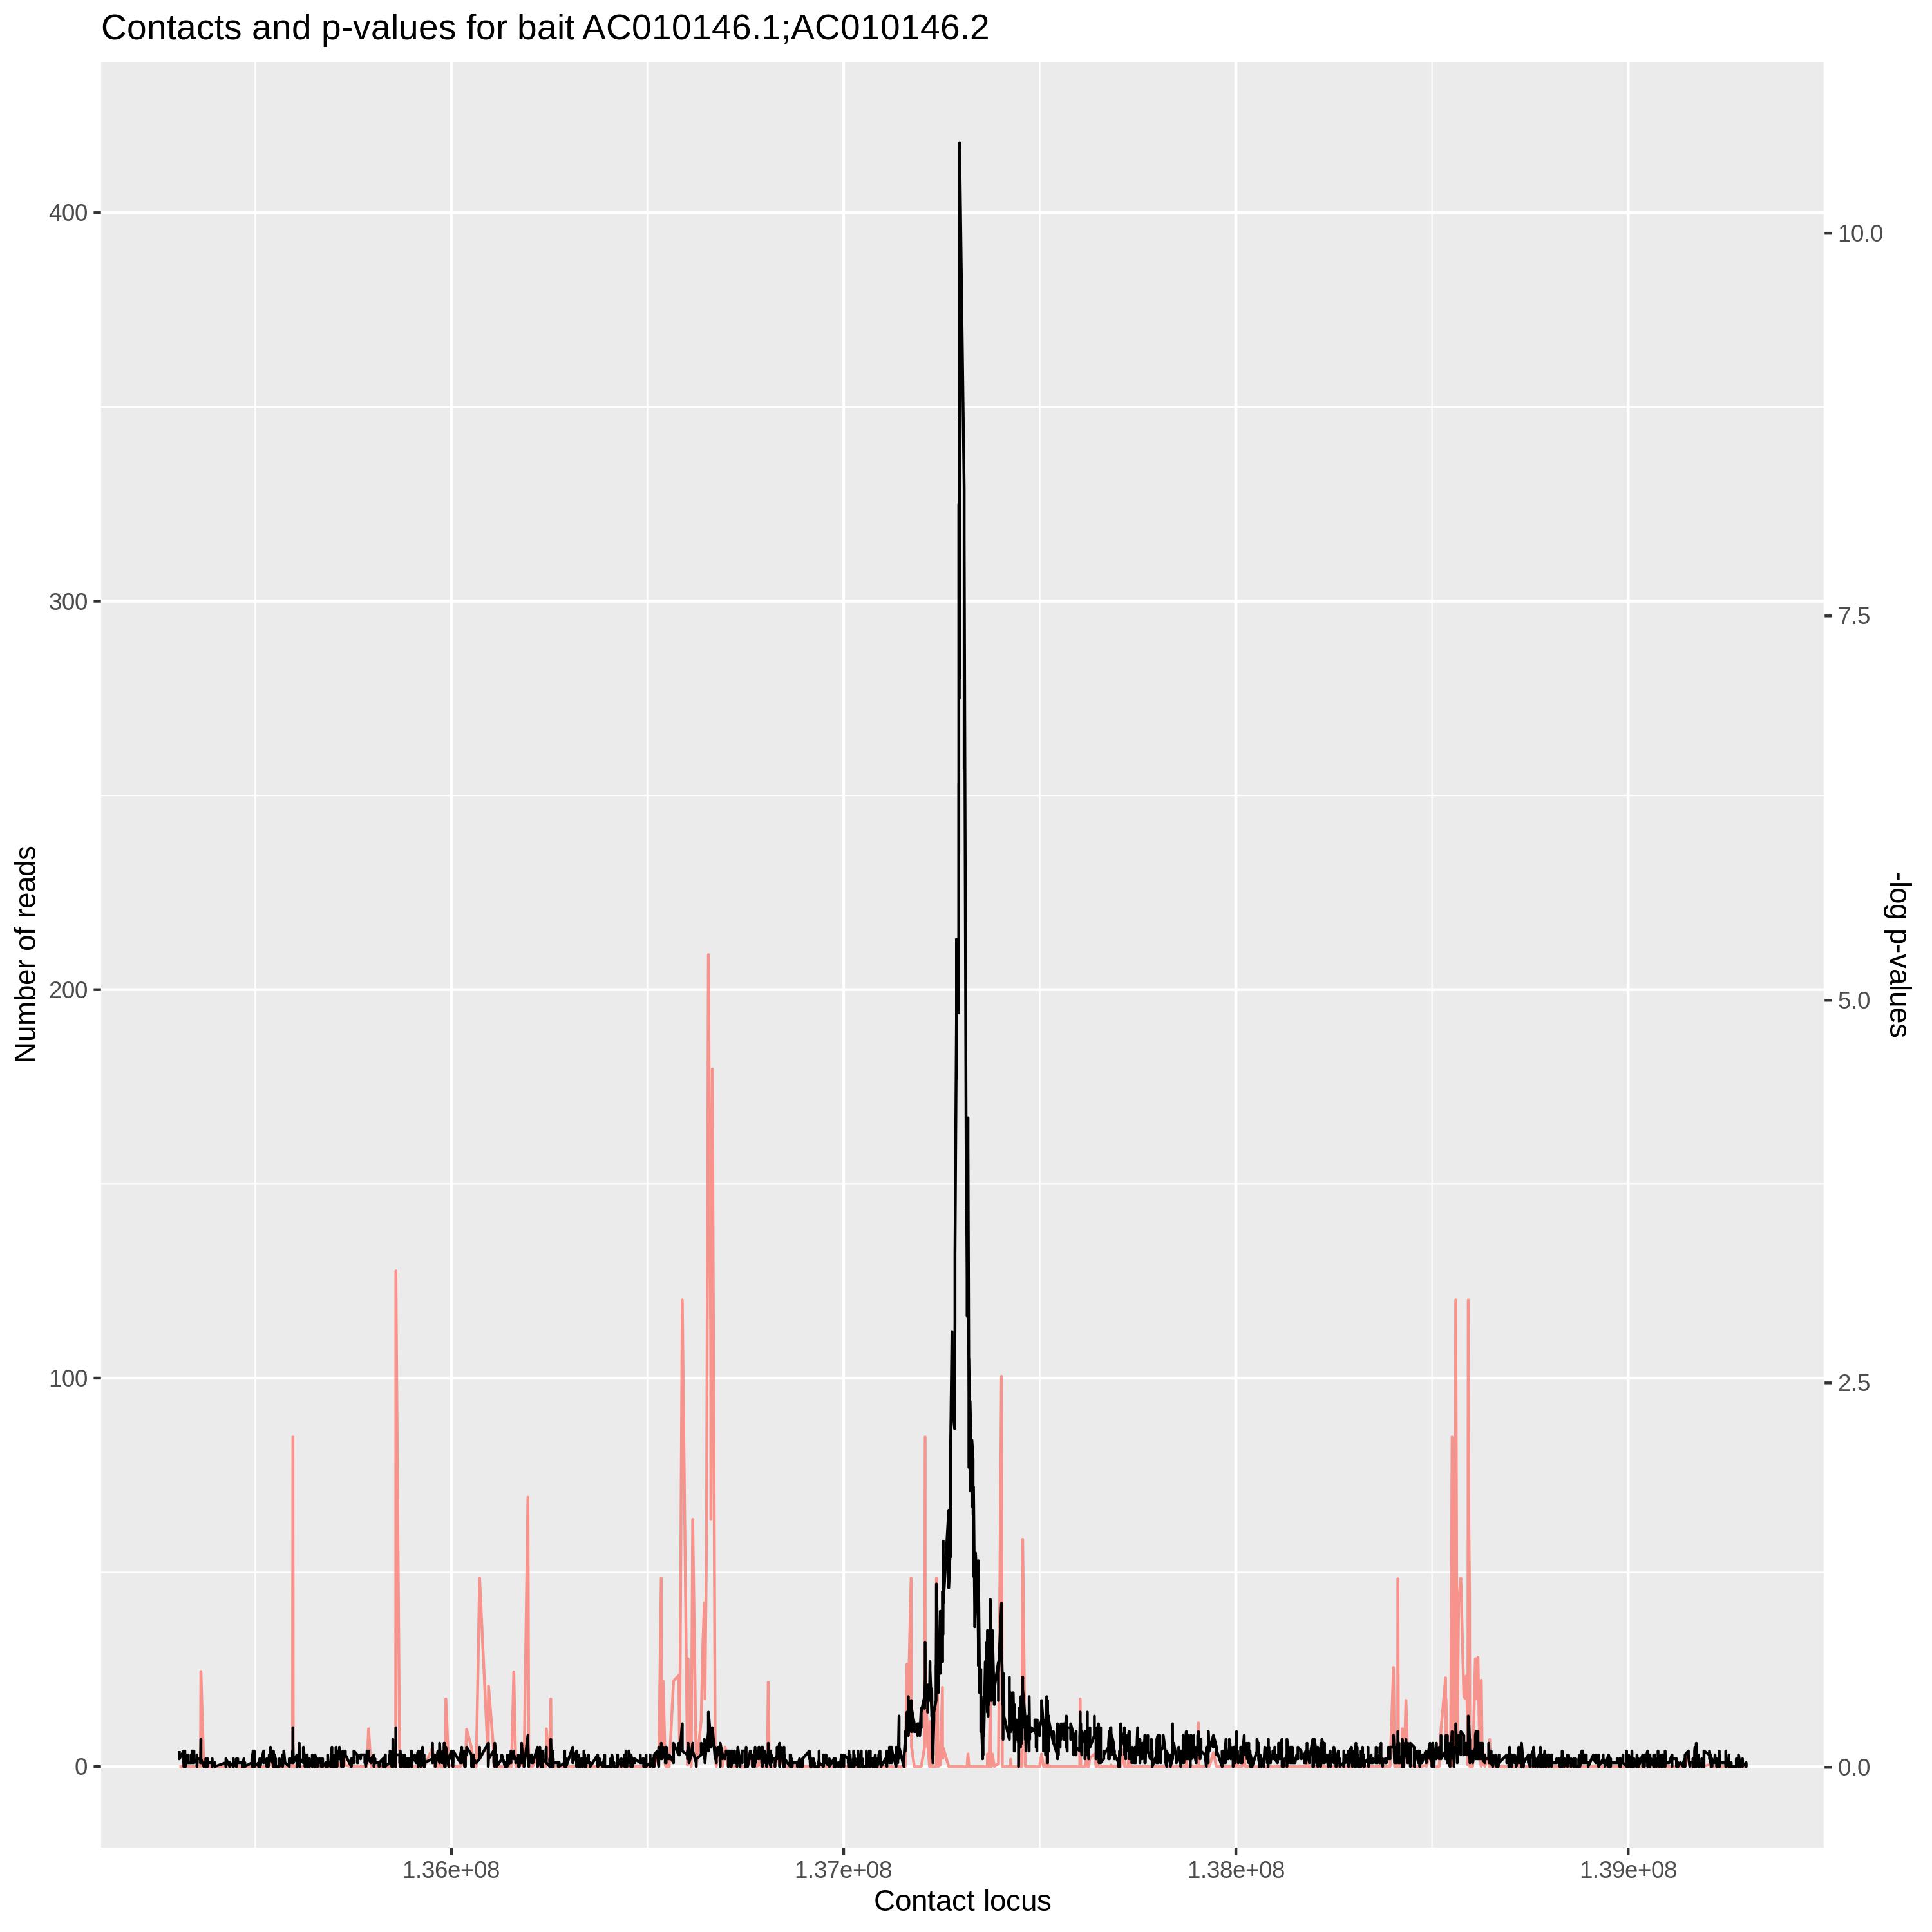 Contacts and p-values for bait AC010146.1;AC010146.2
400
300
200
100
0
Number of reads
10.0
7.5
5.0
2.5
0.0
-log p-values
1.36e+08
1.37e+08
1.38e+08
1.39e+08
Contact locus